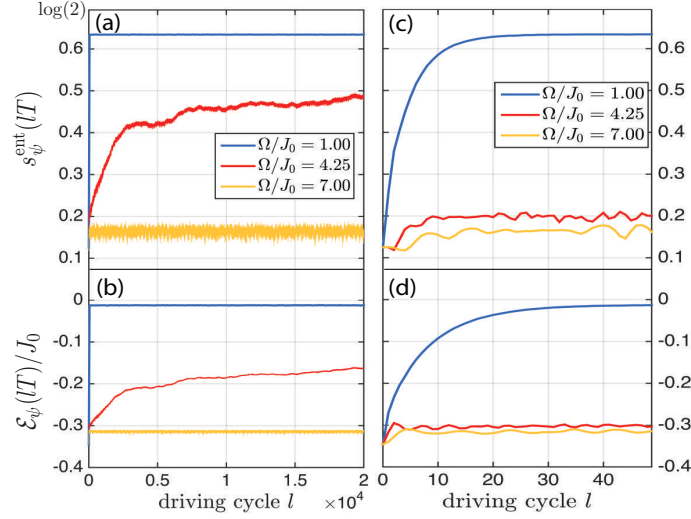 log(2)
(a)
(c)
0.6
0.5
0.4
0.3
0.2
0.1
s_ψ^ent(lT)
Ω/J₀ = 1.00
Ω/J₀ = 4.25
Ω/J₀ = 7.00
Ω/J₀ = 1.00
Ω/J₀ = 4.25
Ω/J₀ = 7.00
0.6
0.5
0.4
0.3
0.2
0.1
(b)
(d)
0
-0.1
-0.2
-0.3
-0.4
ℰ_ψ(lT)/J₀
0
-0.1
-0.2
-0.3
-0.4
0 0.5 1 1.5 2
0 20 40
driving cycle l ×10⁴
driving cycle l